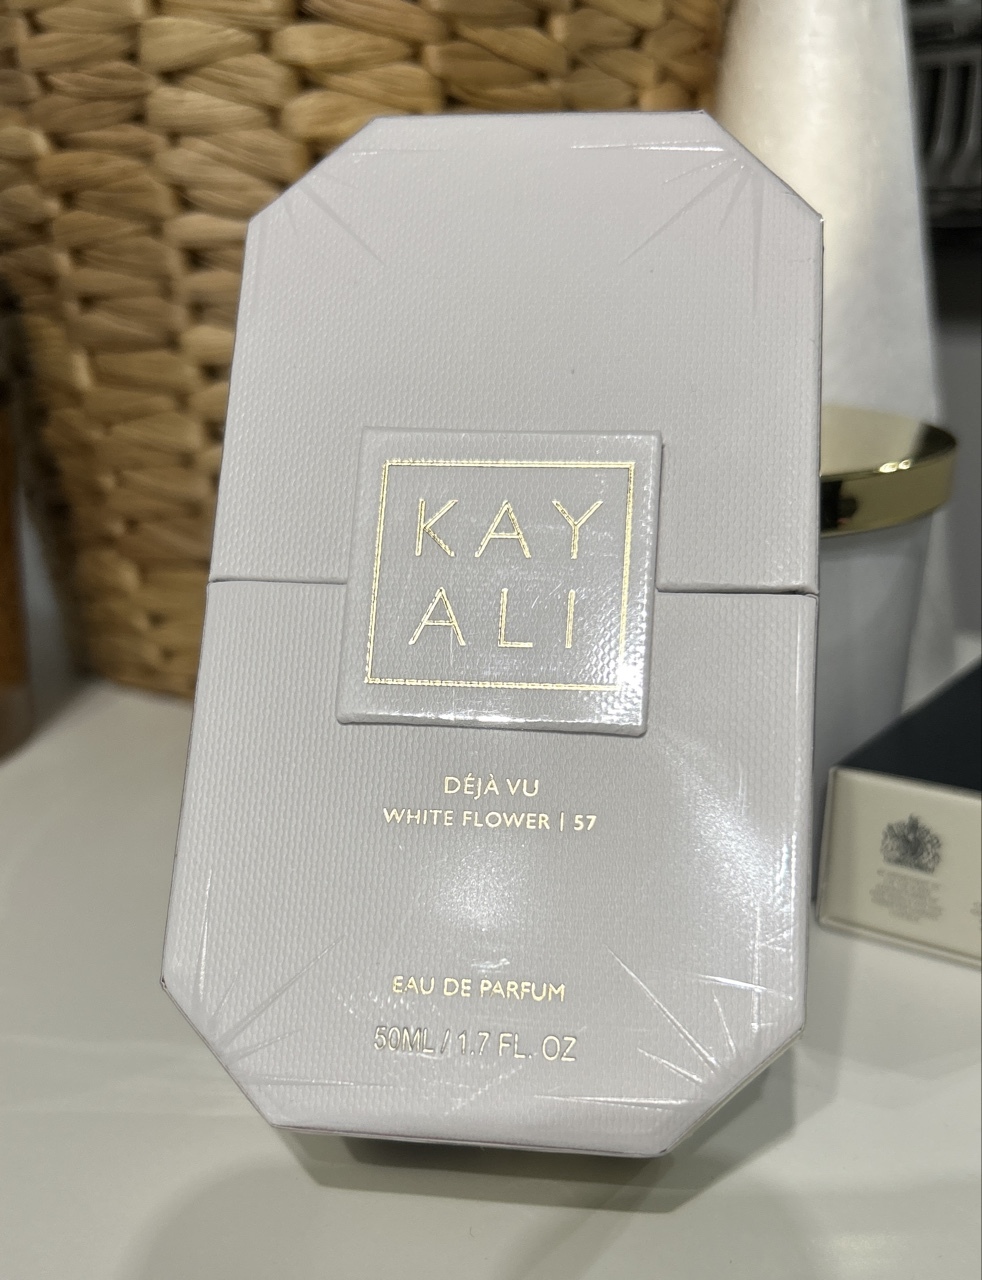 KAY
ALI
DÉJÀ VU
WHITE FLOWER | 57
EAU DE PARFUM
50ML / 1.7 FL. OZ